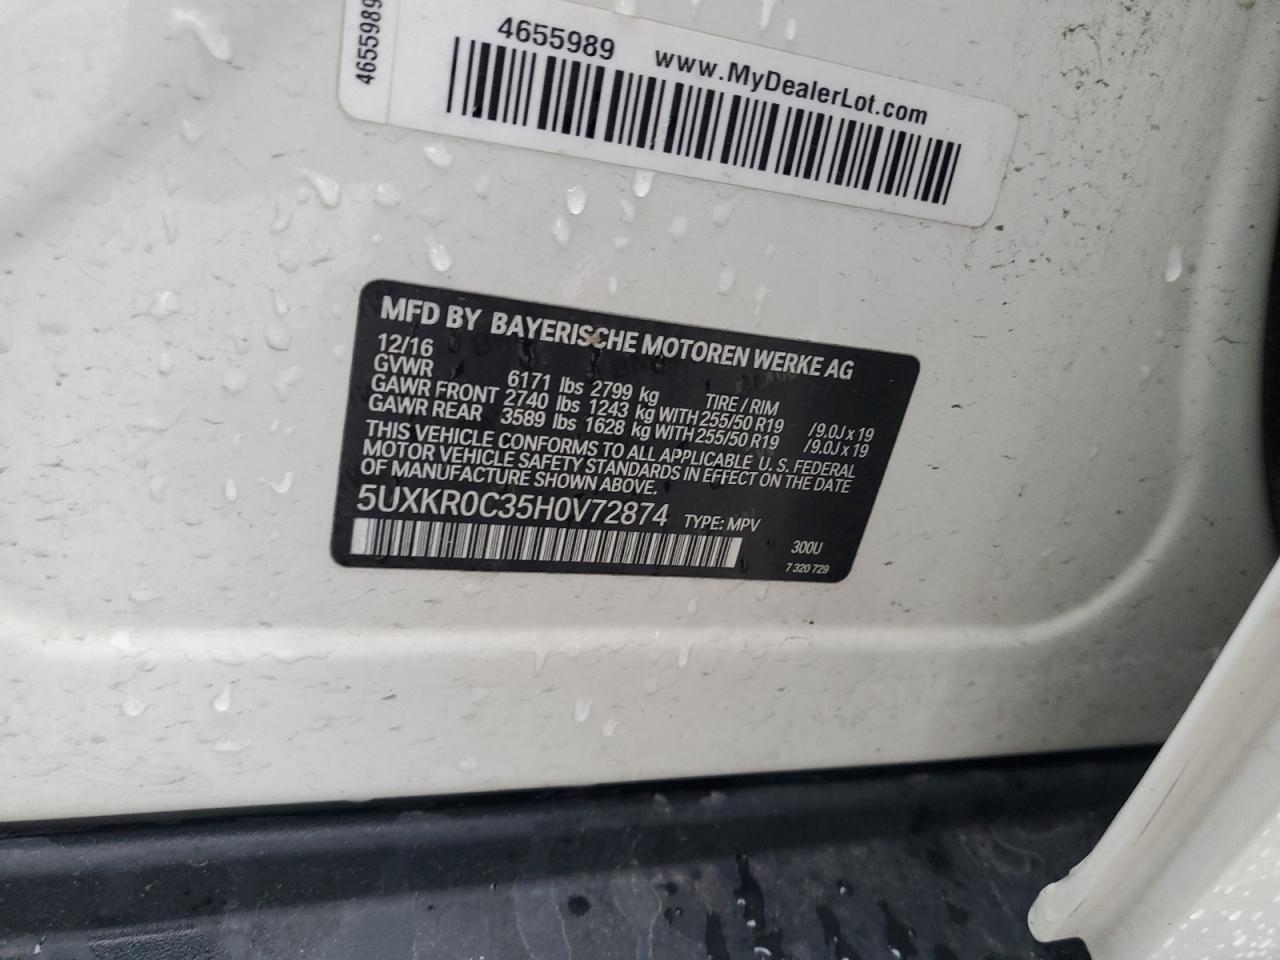 4655989
4655989 www.MyDealerLot.com
MFD BY BAYERISCHE MOTOREN WERKE AG
12/16
GVWR 6171 lbs 2799 kg TIRE / RIM
GAWR FRONT 2740 lbs 1243 kg WITH 255/50 R19 /9.0J x 19
GAWR REAR 3589 lbs 1628 kg WITH 255/50 R19 /9.0J x 19
THIS VEHICLE CONFORMS TO ALL APPLICABLE U. S. FEDERAL
MOTOR VEHICLE SAFETY STANDARDS IN EFFECT ON THE DATE
OF MANUFACTURE SHOWN ABOVE.
5UXKR0C35H0V72874 TYPE: MPV
300U
7 320 729